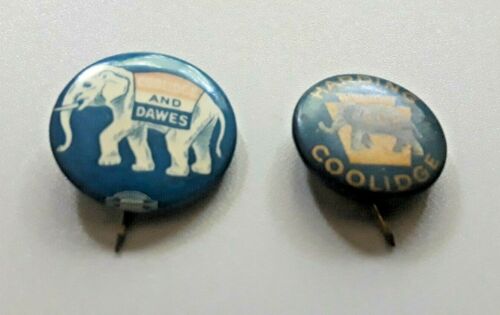 AND
DAWES
HARDING
COOLIDGE